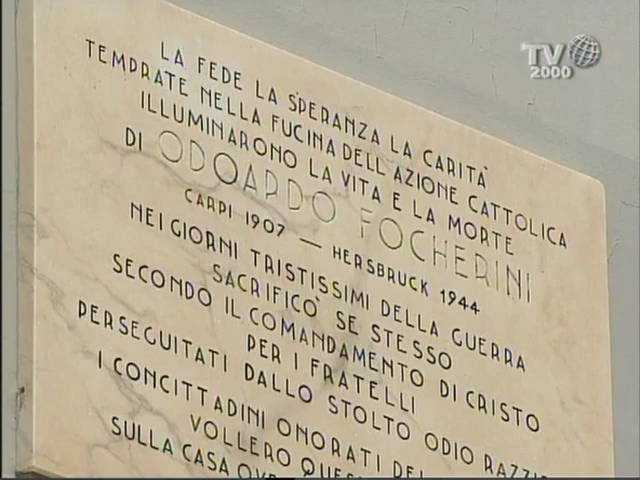 TV
2000
LA FEDE LA SPERANZA LA CARITÀ
TEMPRATE NELLA FUCINA DELL'AZIONE CATTOLICA
ILLUMINARONO LA VITA E LA MORTE
DI ODOARDO FOCHERINI
CARPI 1907 — HERSBRUCK 1944
NEI GIORNI TRISTISSIMI DELLA GUERRA
SACRIFICÒ SE STESSO
SECONDO IL COMANDAMENTO DI CRISTO
PER I FRATELLI
PERSEGUITATI DALLO STOLTO ODIO
I CONCITTADINI ONORATI
VOLLERO
SULLA CASA